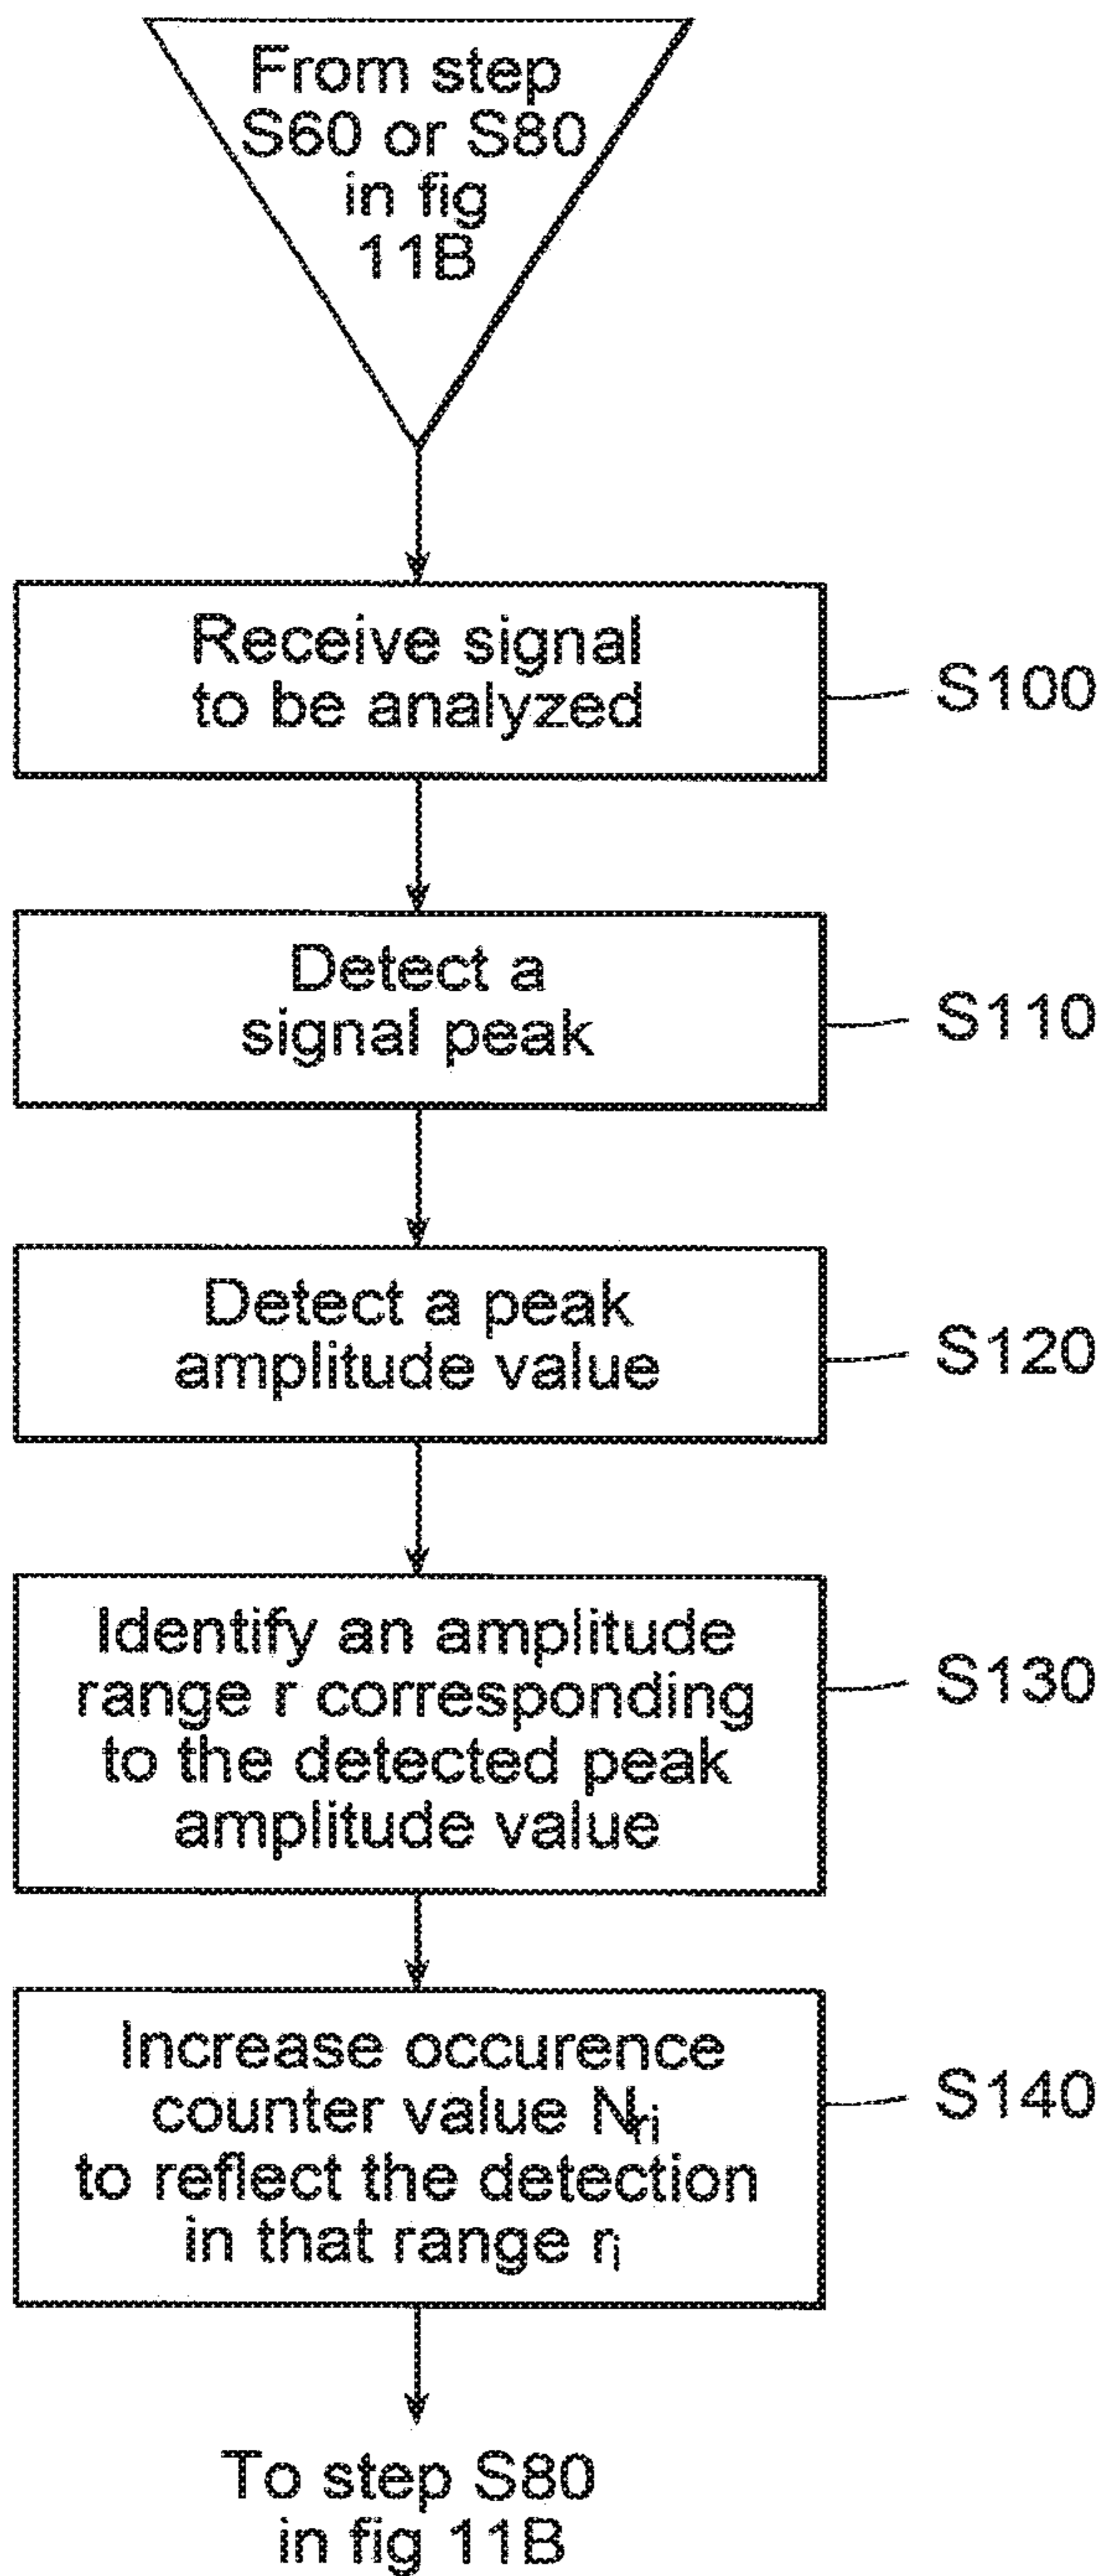 From step
S60 or S80
in fig
11B
Receive signal
to be analyzed
S100
Detect a
signal peak
S110
Detect a peak
amplitude value
S120
Identify an amplitude
range r corresponding
to the detected peak
amplitude value
S130
Increase occurence
counter value Nri
to reflect the detection
in that range ri
S140
To step S80
in fig 11B